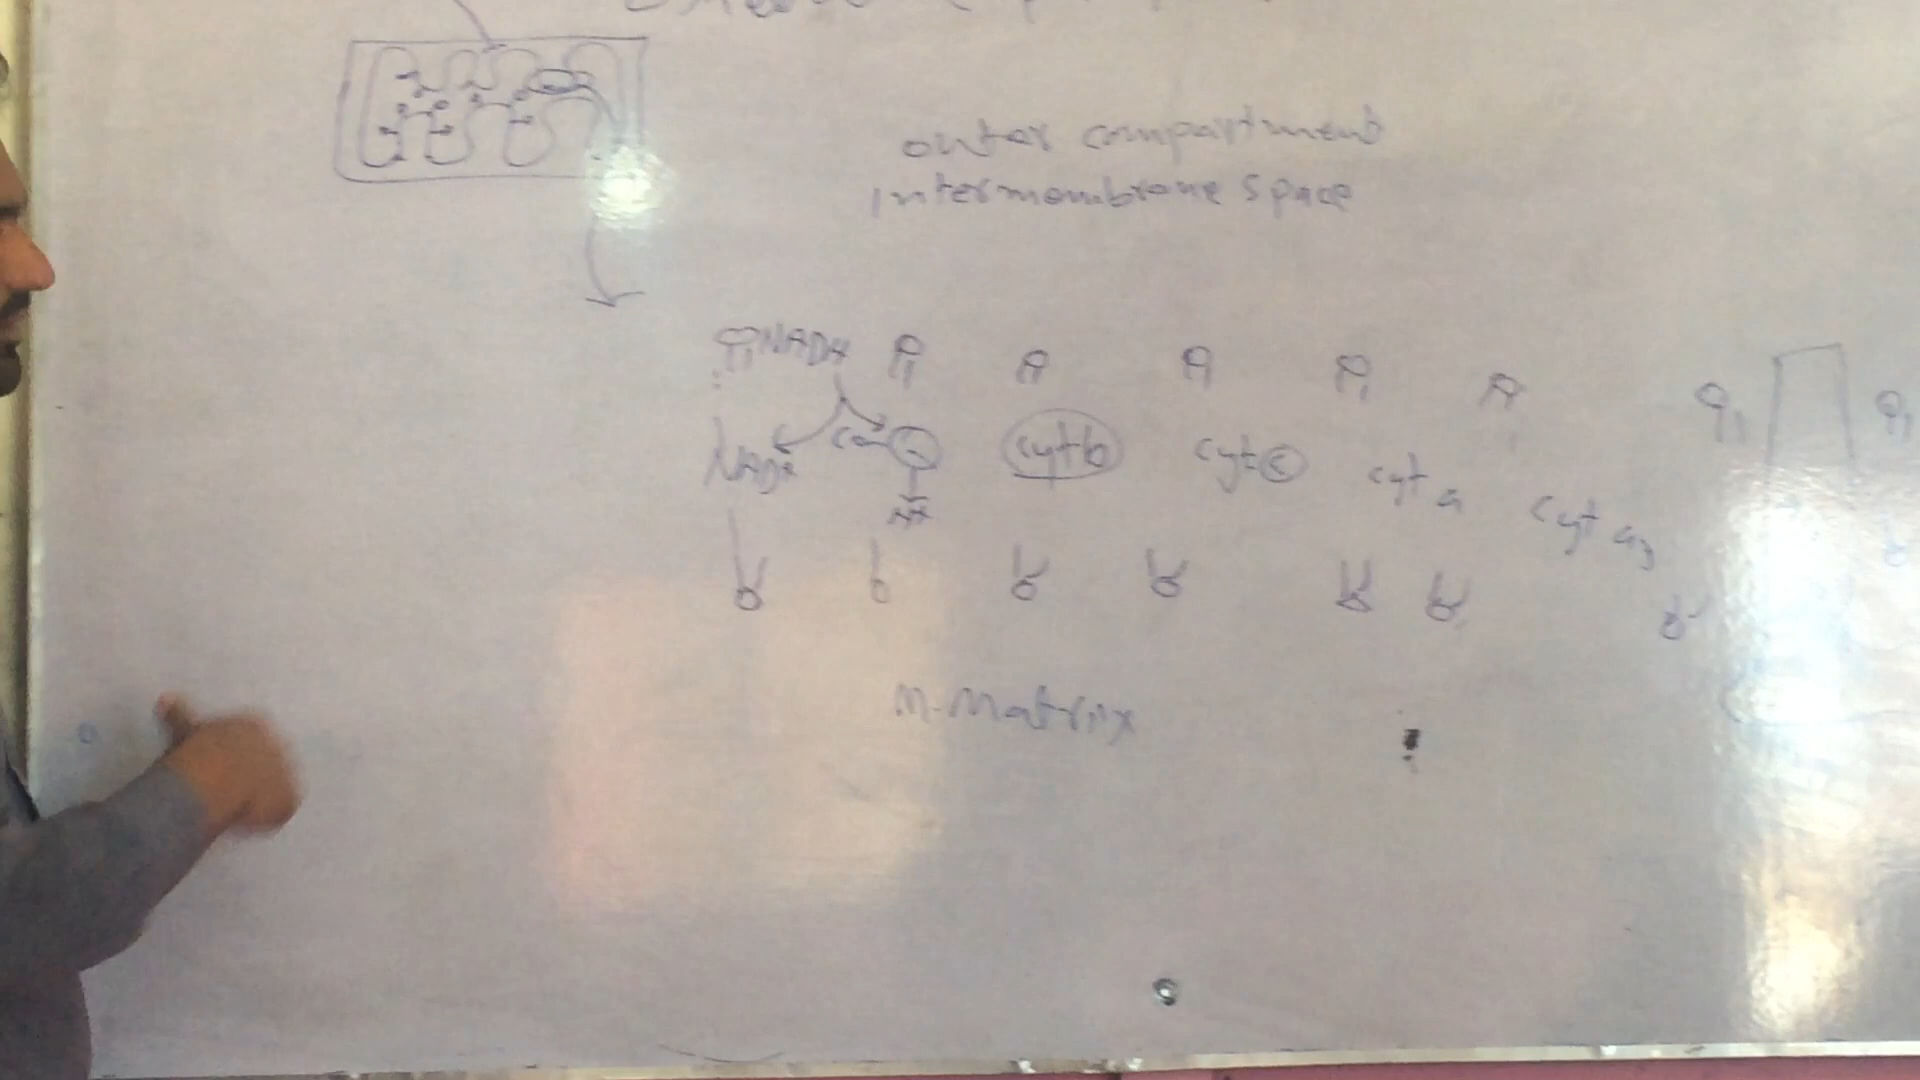 outer compartment
Intermembrane space
NADH
NAD+
Co-
cyt b
cyt c
cyt a
cyt a3
M-Matrix